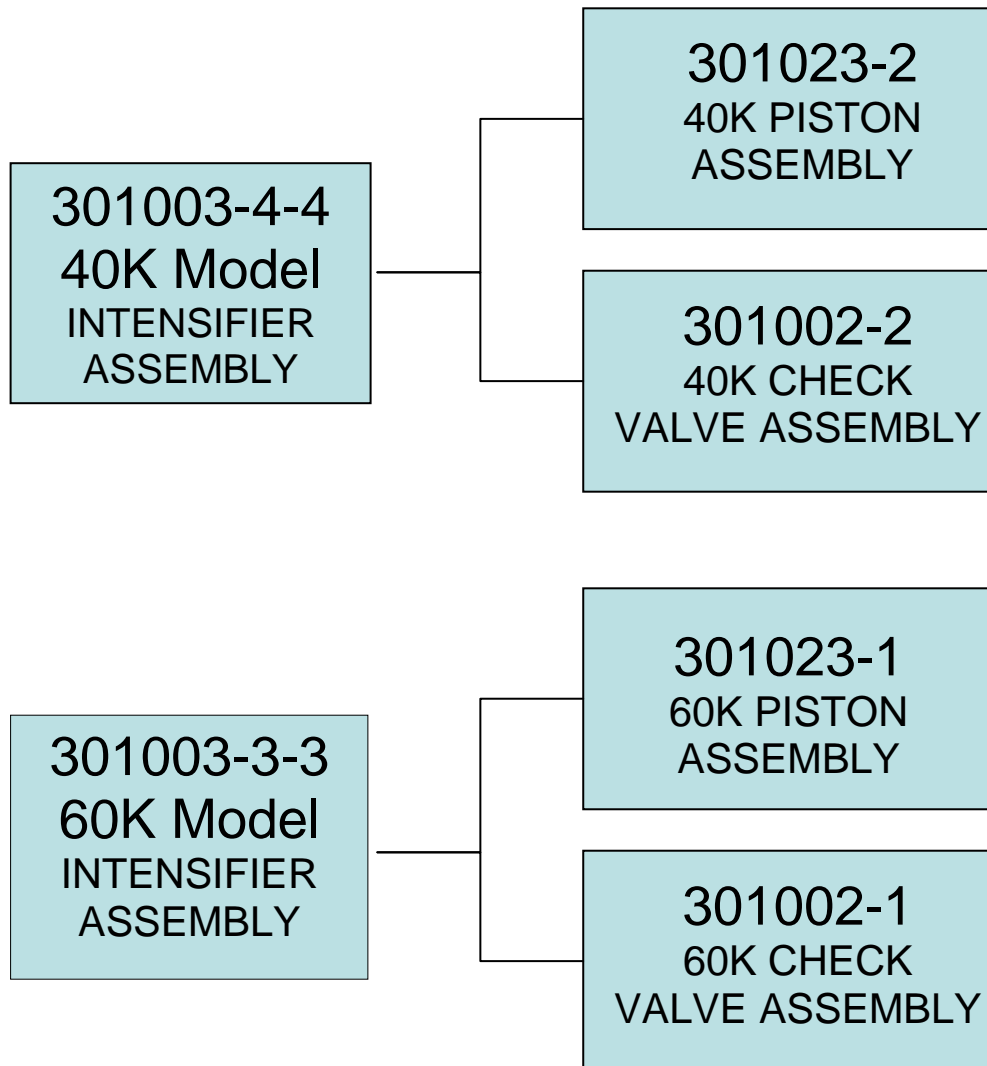 301003-4-4
40K Model
INTENSIFIER
ASSEMBLY
301023-2
40K PISTON
ASSEMBLY
301002-2
40K CHECK
VALVE ASSEMBLY
301003-3-3
60K Model
INTENSIFIER
ASSEMBLY
301023-1
60K PISTON
ASSEMBLY
301002-1
60K CHECK
VALVE ASSEMBLY